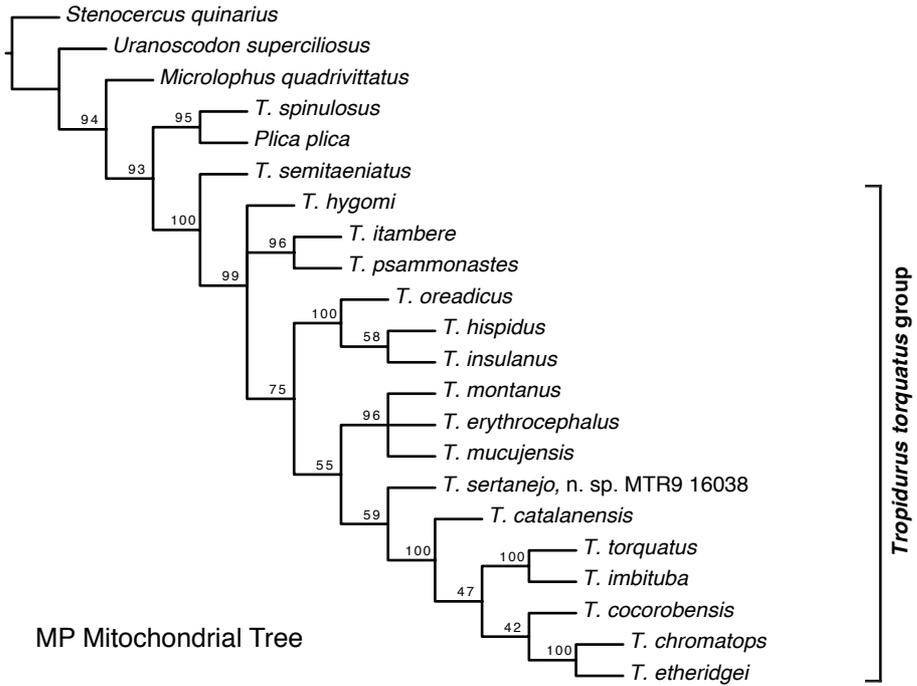 Stenocercus quinarius
Uranoscodon superciliosus
Microlophus quadrivittatus
94
95
T. spinulosus
Plica plica
93
T. semitaeniatus
100
T. hygomi
96
T. itambere
T. psammonastes
99
T. oreadicus
100
T. hispidus
58
T. insulanus
75
T. montanus
96
T. erythrocephalus
T. mucujensis
55
T. sertanejo, n. sp. MTR9 16038
59
T. catalanensis
100
T. torquatus
100
T. imbituba
47
T. cocorobensis
42
T. chromatops
100
T. etheridgei
Tropidurus torquatus group
MP Mitochondrial Tree